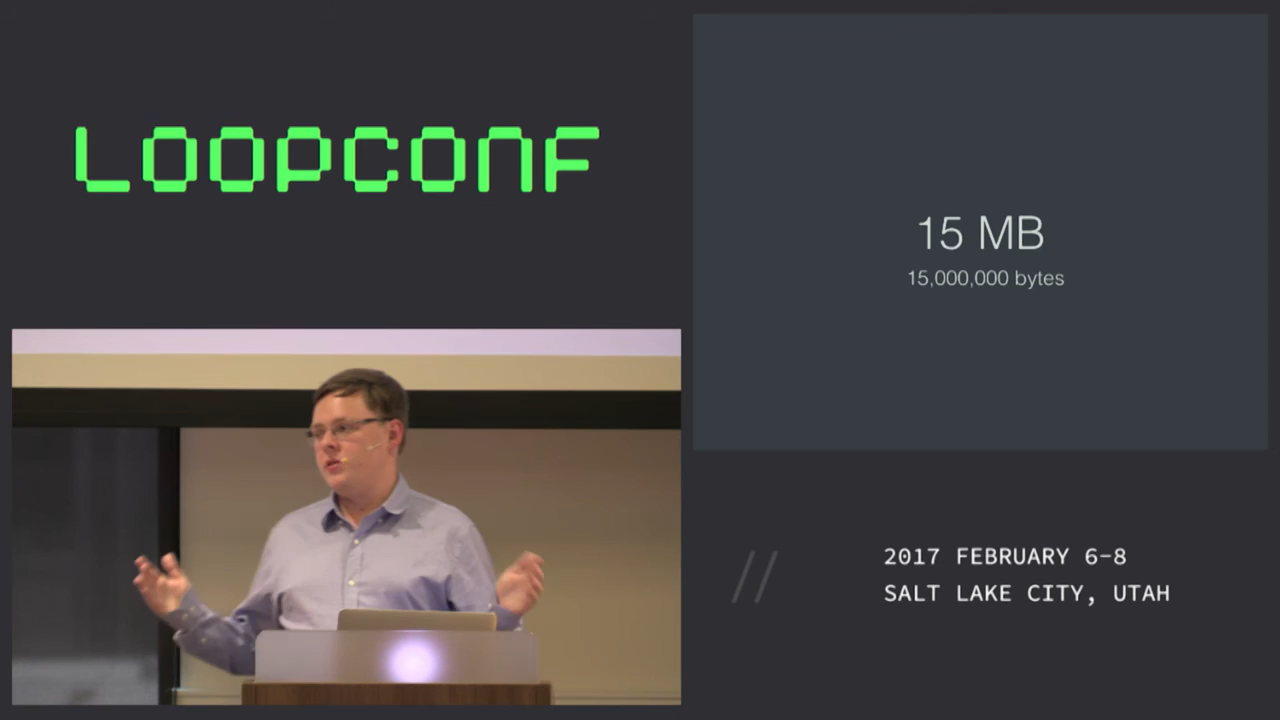 LOOPCONF
15 MB
15,000,000 bytes
//
2017 FEBRUARY 6-8
SALT LAKE CITY, UTAH